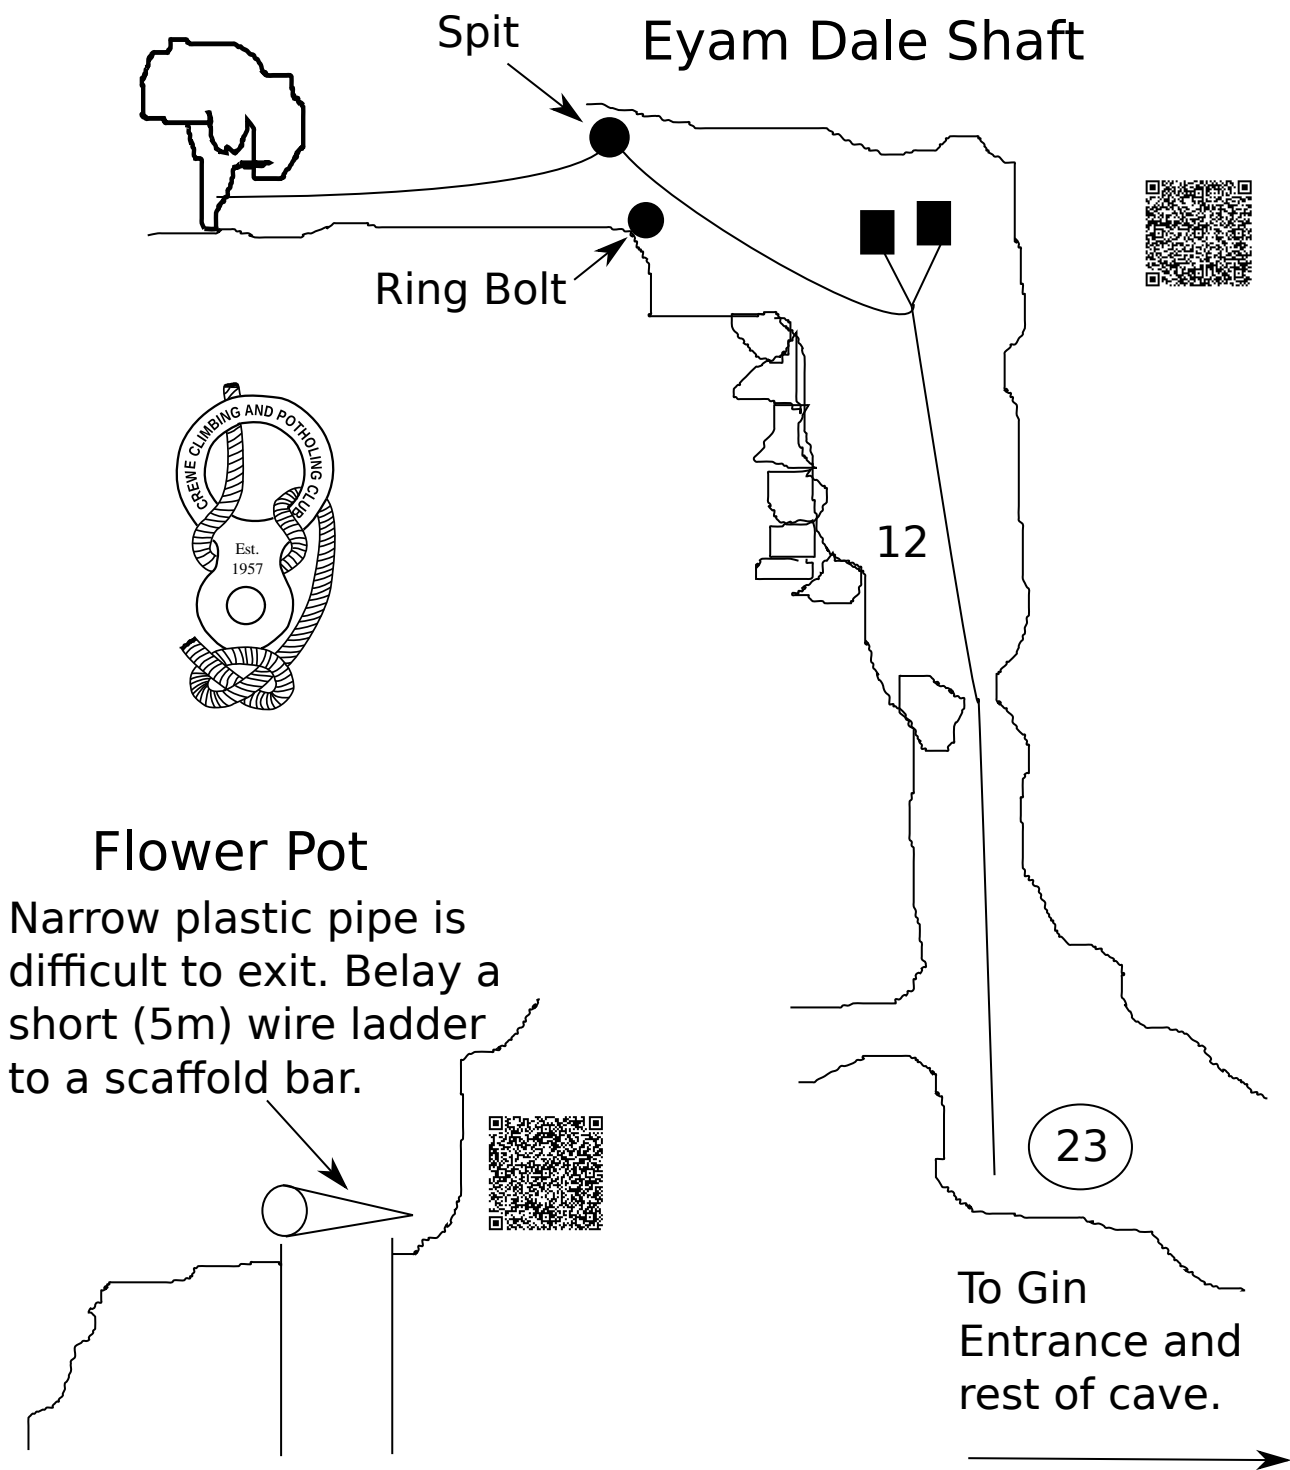 Spit
Eyam Dale Shaft
Ring Bolt
CREWE CLIMBING AND POTHOLING CLUB
Est.
1957
12
Flower Pot
Narrow plastic pipe is
difficult to exit. Belay a
short (5m) wire ladder
to a scaffold bar.
23
To Gin
Entrance and
rest of cave.